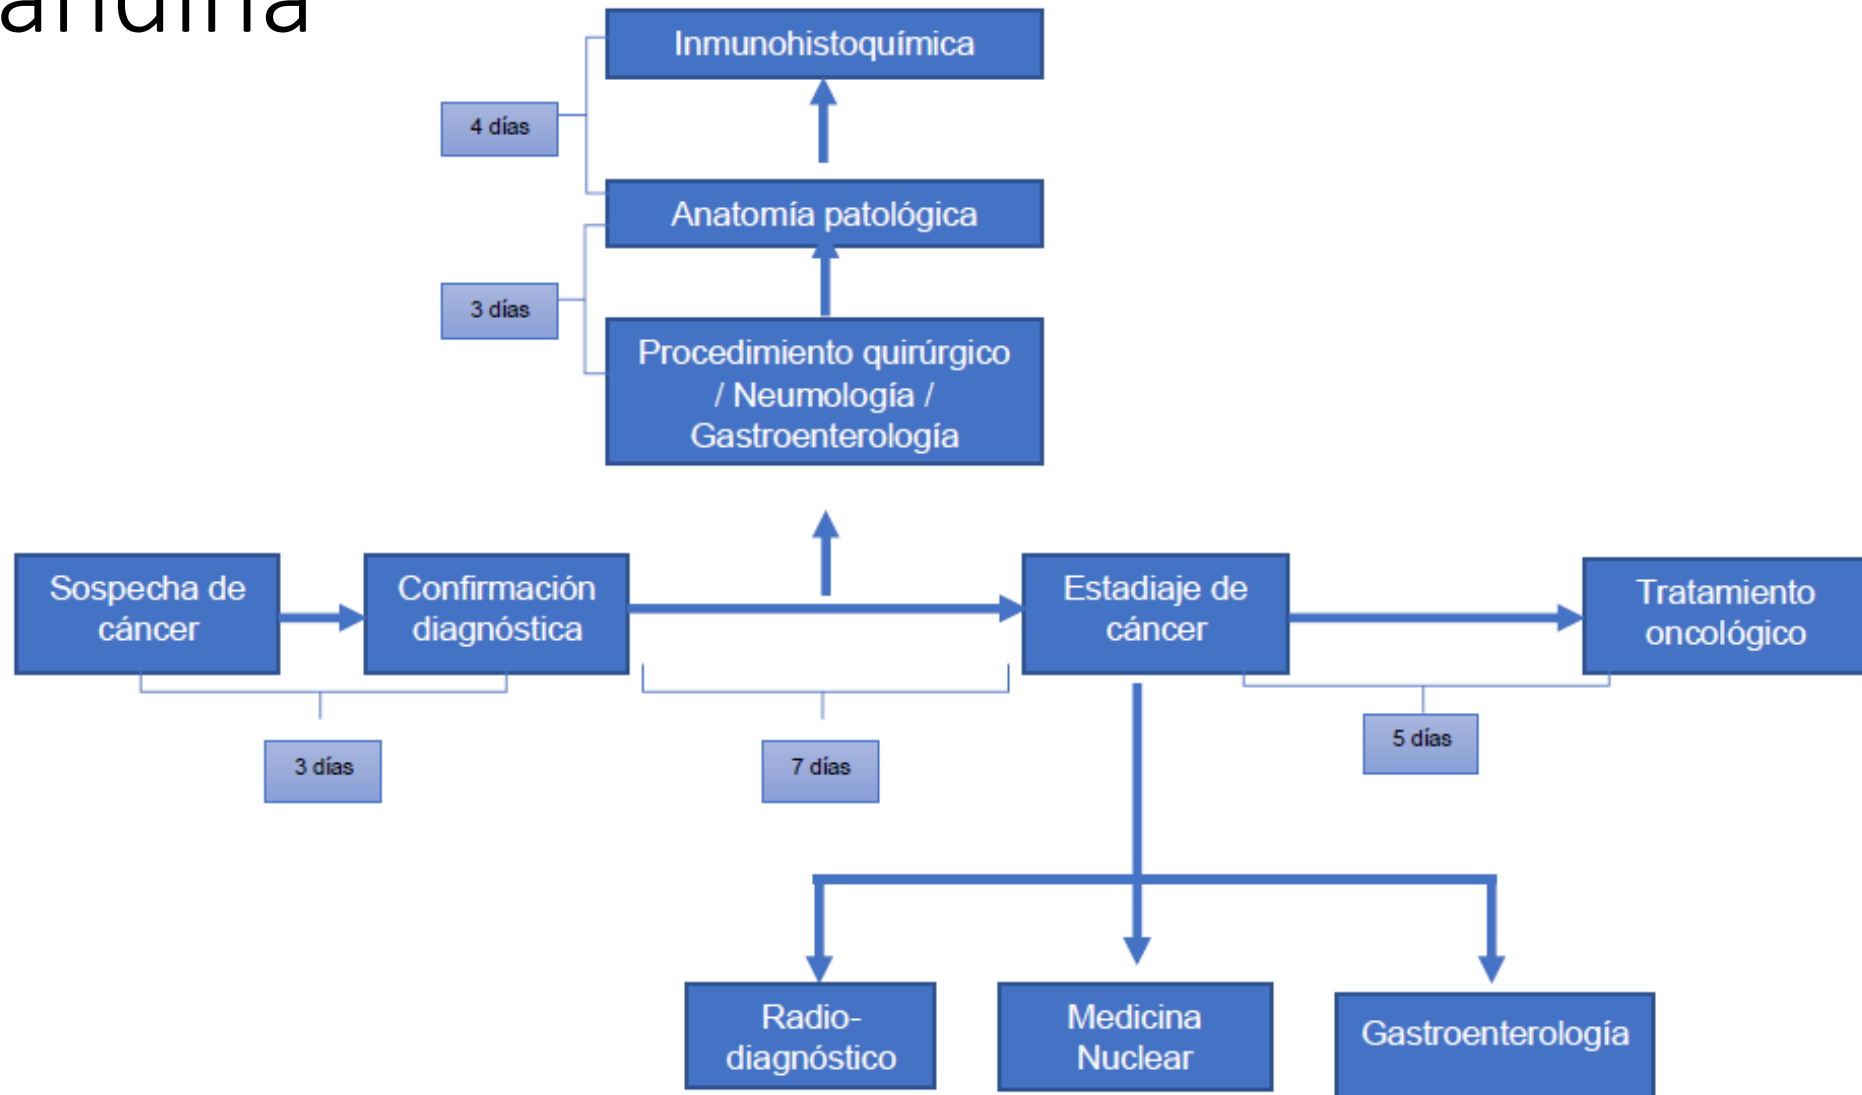 andina
Inmunohistoquímica
4 días
Anatomía patológica
3 días
Procedimiento quirúrgico
/ Neumología /
Gastroenterología
Sospecha de
cáncer
Confirmación
diagnóstica
Estadiaje de
cáncer
Tratamiento
oncológico
3 días
7 días
5 días
Radio-
diagnóstico
Medicina
Nuclear
Gastroenterología